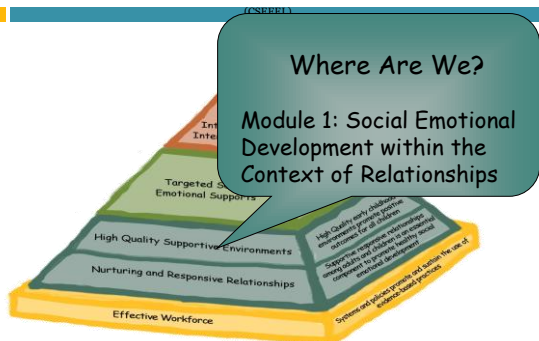 (CSEFEL)
Where Are We?
Module 1: Social Emotional
Development within the
Context of Relationships
Int
Inte
Targeted S
Emotional Supports
High Quality Supportive Environments
Nurturing and Responsive Relationships
Effective Workforce
High Quality early childhood
environments promote positive
outcomes for all children
Supportive responsive relationships
among adults and children is an essential
component to promote healthy social
emotional development
Systems and policies promote and sustain the use of
evidence-based practices